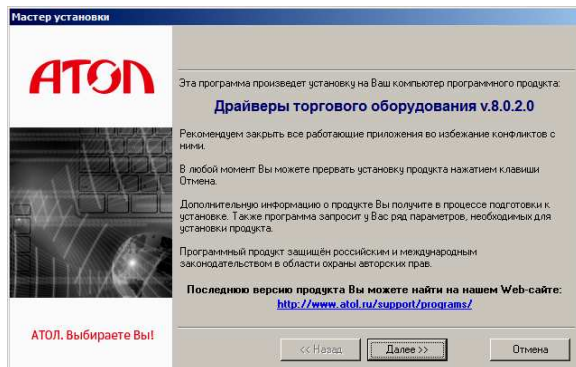 Мастер установки
АТОЛ
Эта программа произведет установку на Ваш компьютер программного продукта:
Драйверы торгового оборудования v.8.0.2.0
Рекомендуем закрыть все работающие приложения во избежание конфликтов с
ними.
В любой момент Вы можете прервать установку продукта нажатием клавиши
Отмена.
Дополнительную информацию о продукте Вы получите в процессе подготовки к
установке. Также программа запросит у Вас ряд параметров, необходимых для
установки продукта.
Программный продукт защищён российским и международным
законодательством в области охраны авторских прав.
Последнюю версию продукта Вы можете найти на нашем Web-сайте:
http://www.atol.ru/support/programs/
АТОЛ. Выбираете Вы!
<< Назад
Далее >>
Отмена